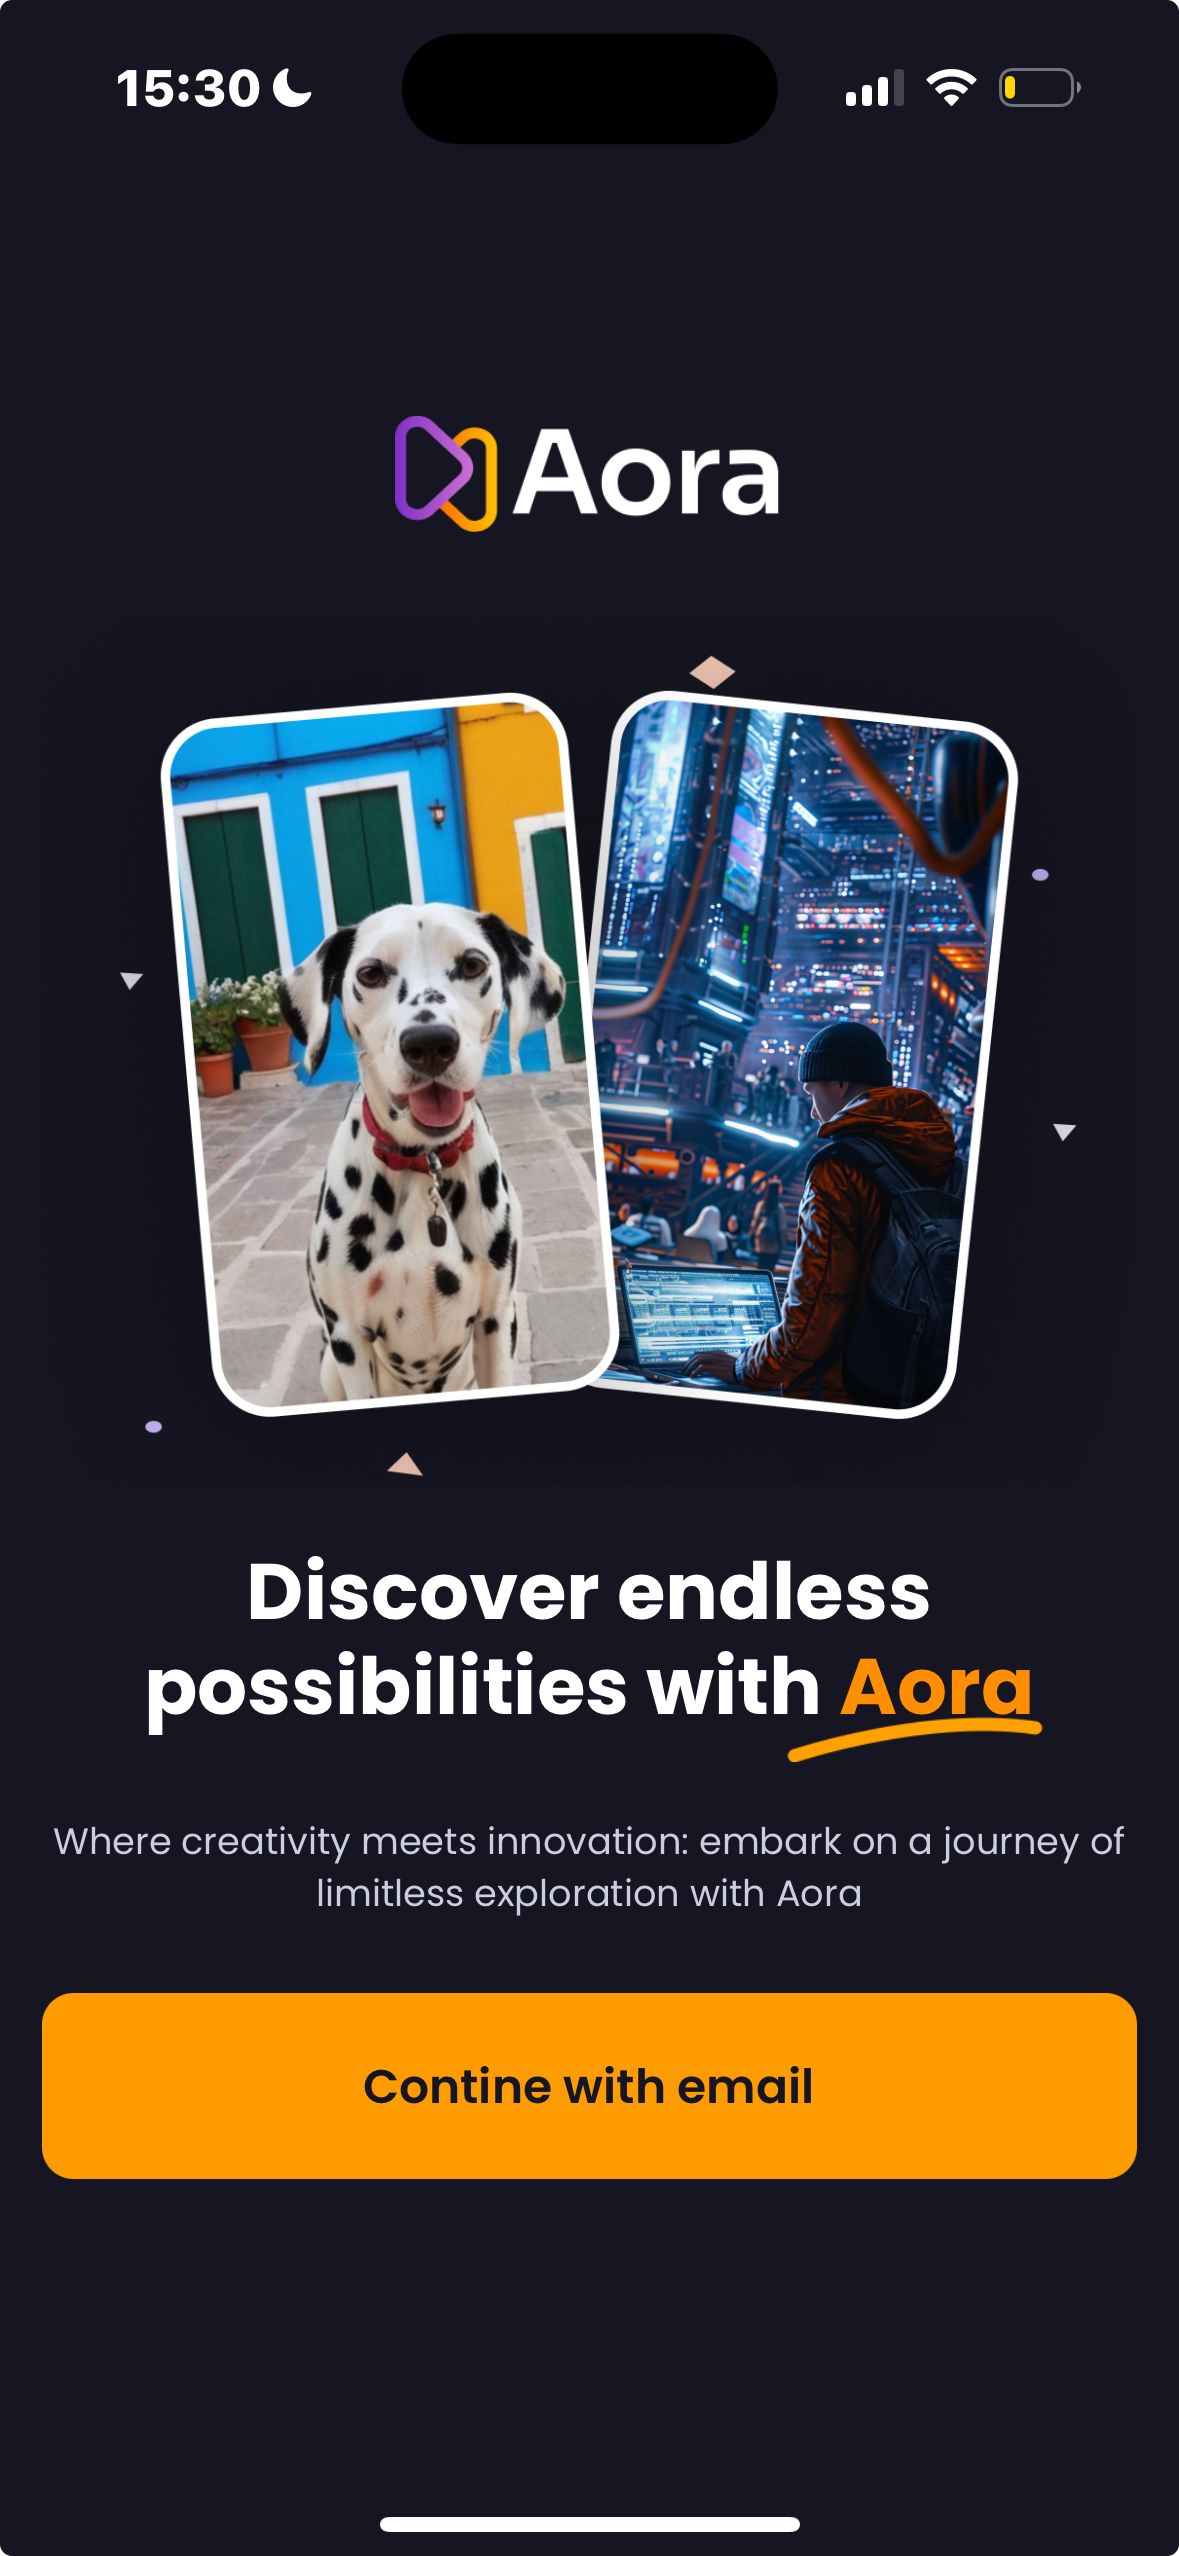 15:30
Aora
Discover endless
possibilities with Aora
Where creativity meets innovation: embark on a journey of
limitless exploration with Aora
Contine with email